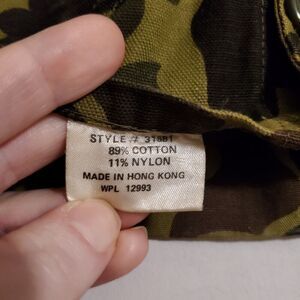 STYLE # 31581
89% COTTON
11% NYLON
MADE IN HONG KONG
WPL 12993